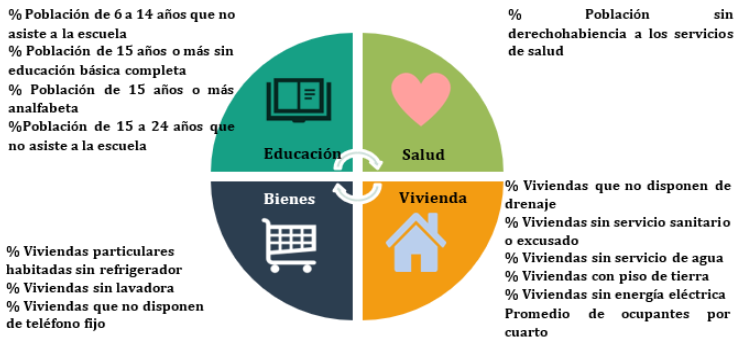 % Población de 6 a 14 años que no
asiste a la escuela
% Población de 15 años o más sin
educación básica completa
% Población de 15 años o más
analfabeta
%Población de 15 a 24 años que
no asiste a la escuela
% Población sin
derechohabiencia a los servicios
de salud
Educación
Salud
Bienes
Vivienda
% Viviendas particulares
habitadas sin refrigerador
% Viviendas sin lavadora
% Viviendas que no disponen
de teléfono fijo
% Viviendas que no disponen de
drenaje
% Viviendas sin servicio sanitario
o excusado
% Viviendas sin servicio de agua
% Viviendas con piso de tierra
% Viviendas sin energía eléctrica
Promedio de ocupantes por
cuarto